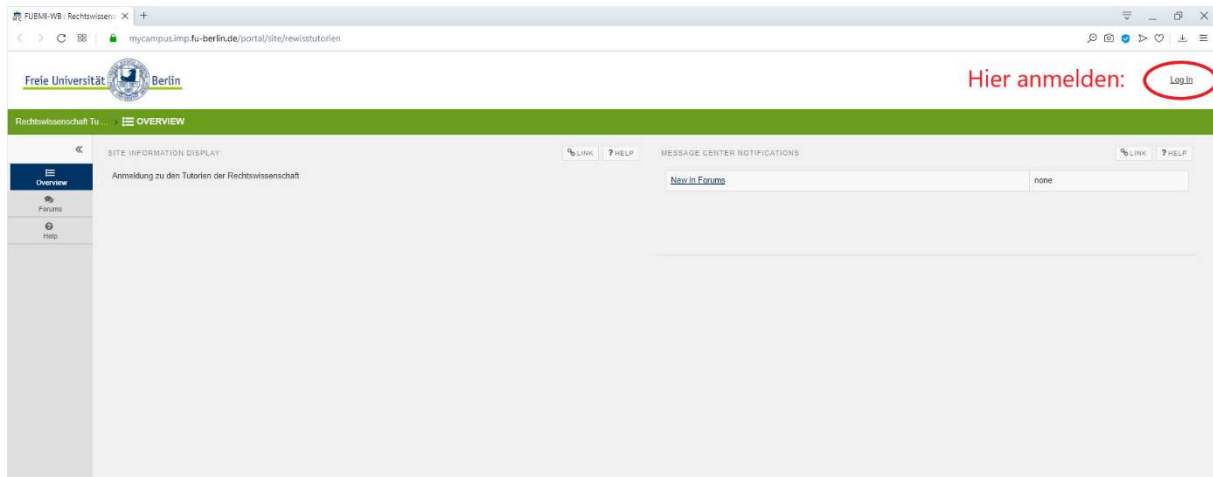 FUBMI-WB : Rechtswissens
mycampus.imp.fu-berlin.de/portal/site/rewisstutorien
Freie Universität Berlin
Hier anmelden:
Log In
Rechtswissenschaft Tu ... > OVERVIEW
SITE INFORMATION DISPLAY
LINK
? HELP
MESSAGE CENTER NOTIFICATIONS
LINK
? HELP
Overview
Forums
Help
Anmeldung zu den Tutorien der Rechtswissenschaft
New in Forums
none